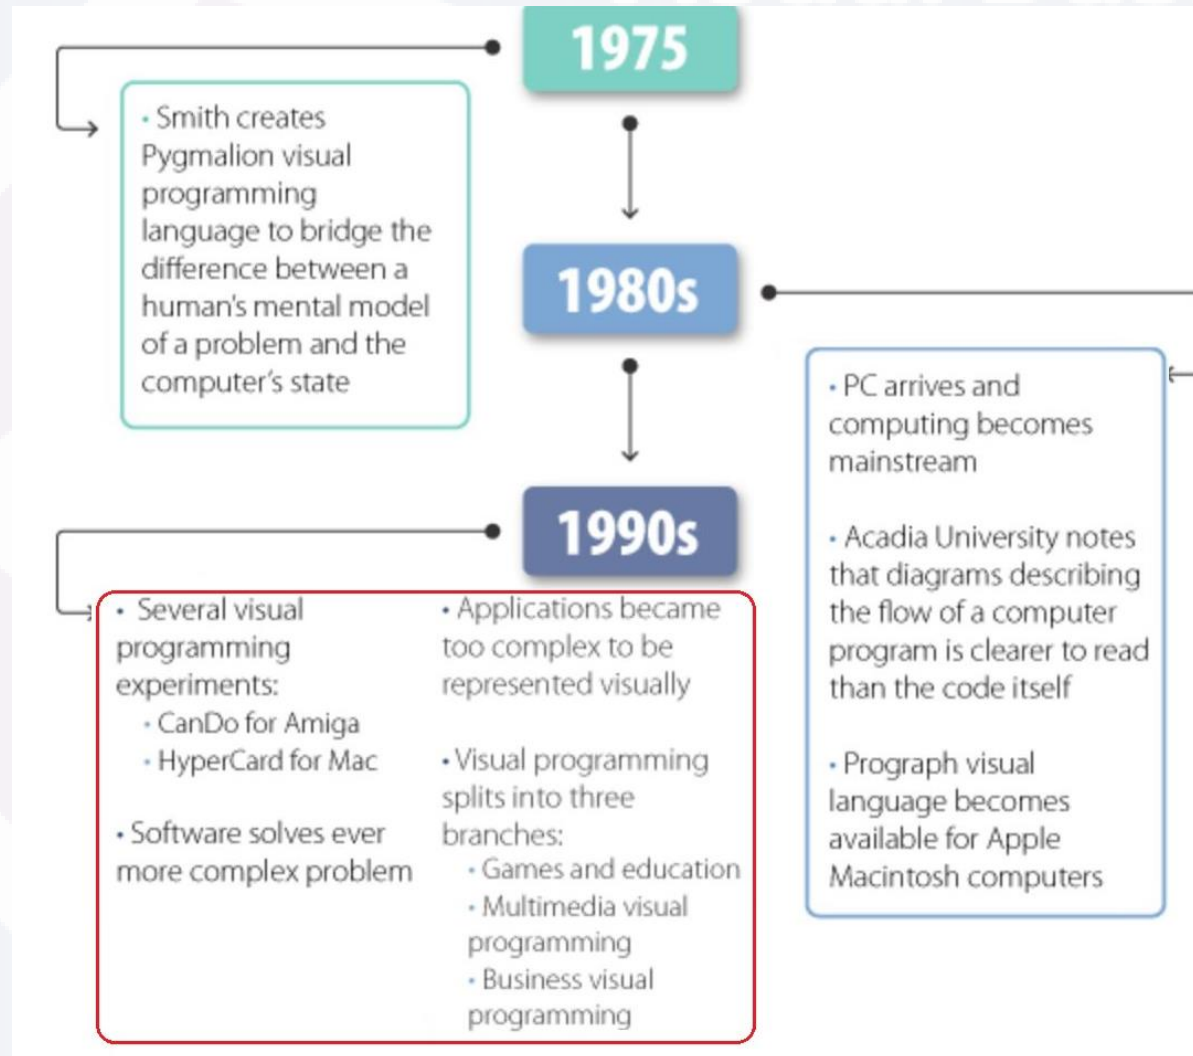 1975
• Smith creates
Pygmalion visual
programming
language to bridge the
difference between a
human's mental model
of a problem and the
computer's state
1980s
• PC arrives and
computing becomes
mainstream
• Acadia University notes
that diagrams describing
the flow of a computer
program is clearer to read
than the code itself
• Prograph visual
language becomes
available for Apple
Macintosh computers
1990s
• Several visual
programming
experiments:
• CanDo for Amiga
• HyperCard for Mac
• Software solves ever
more complex problem
• Applications became
too complex to be
represented visually
• Visual programming
splits into three
branches:
• Games and education
• Multimedia visual
programming
• Business visual
programming